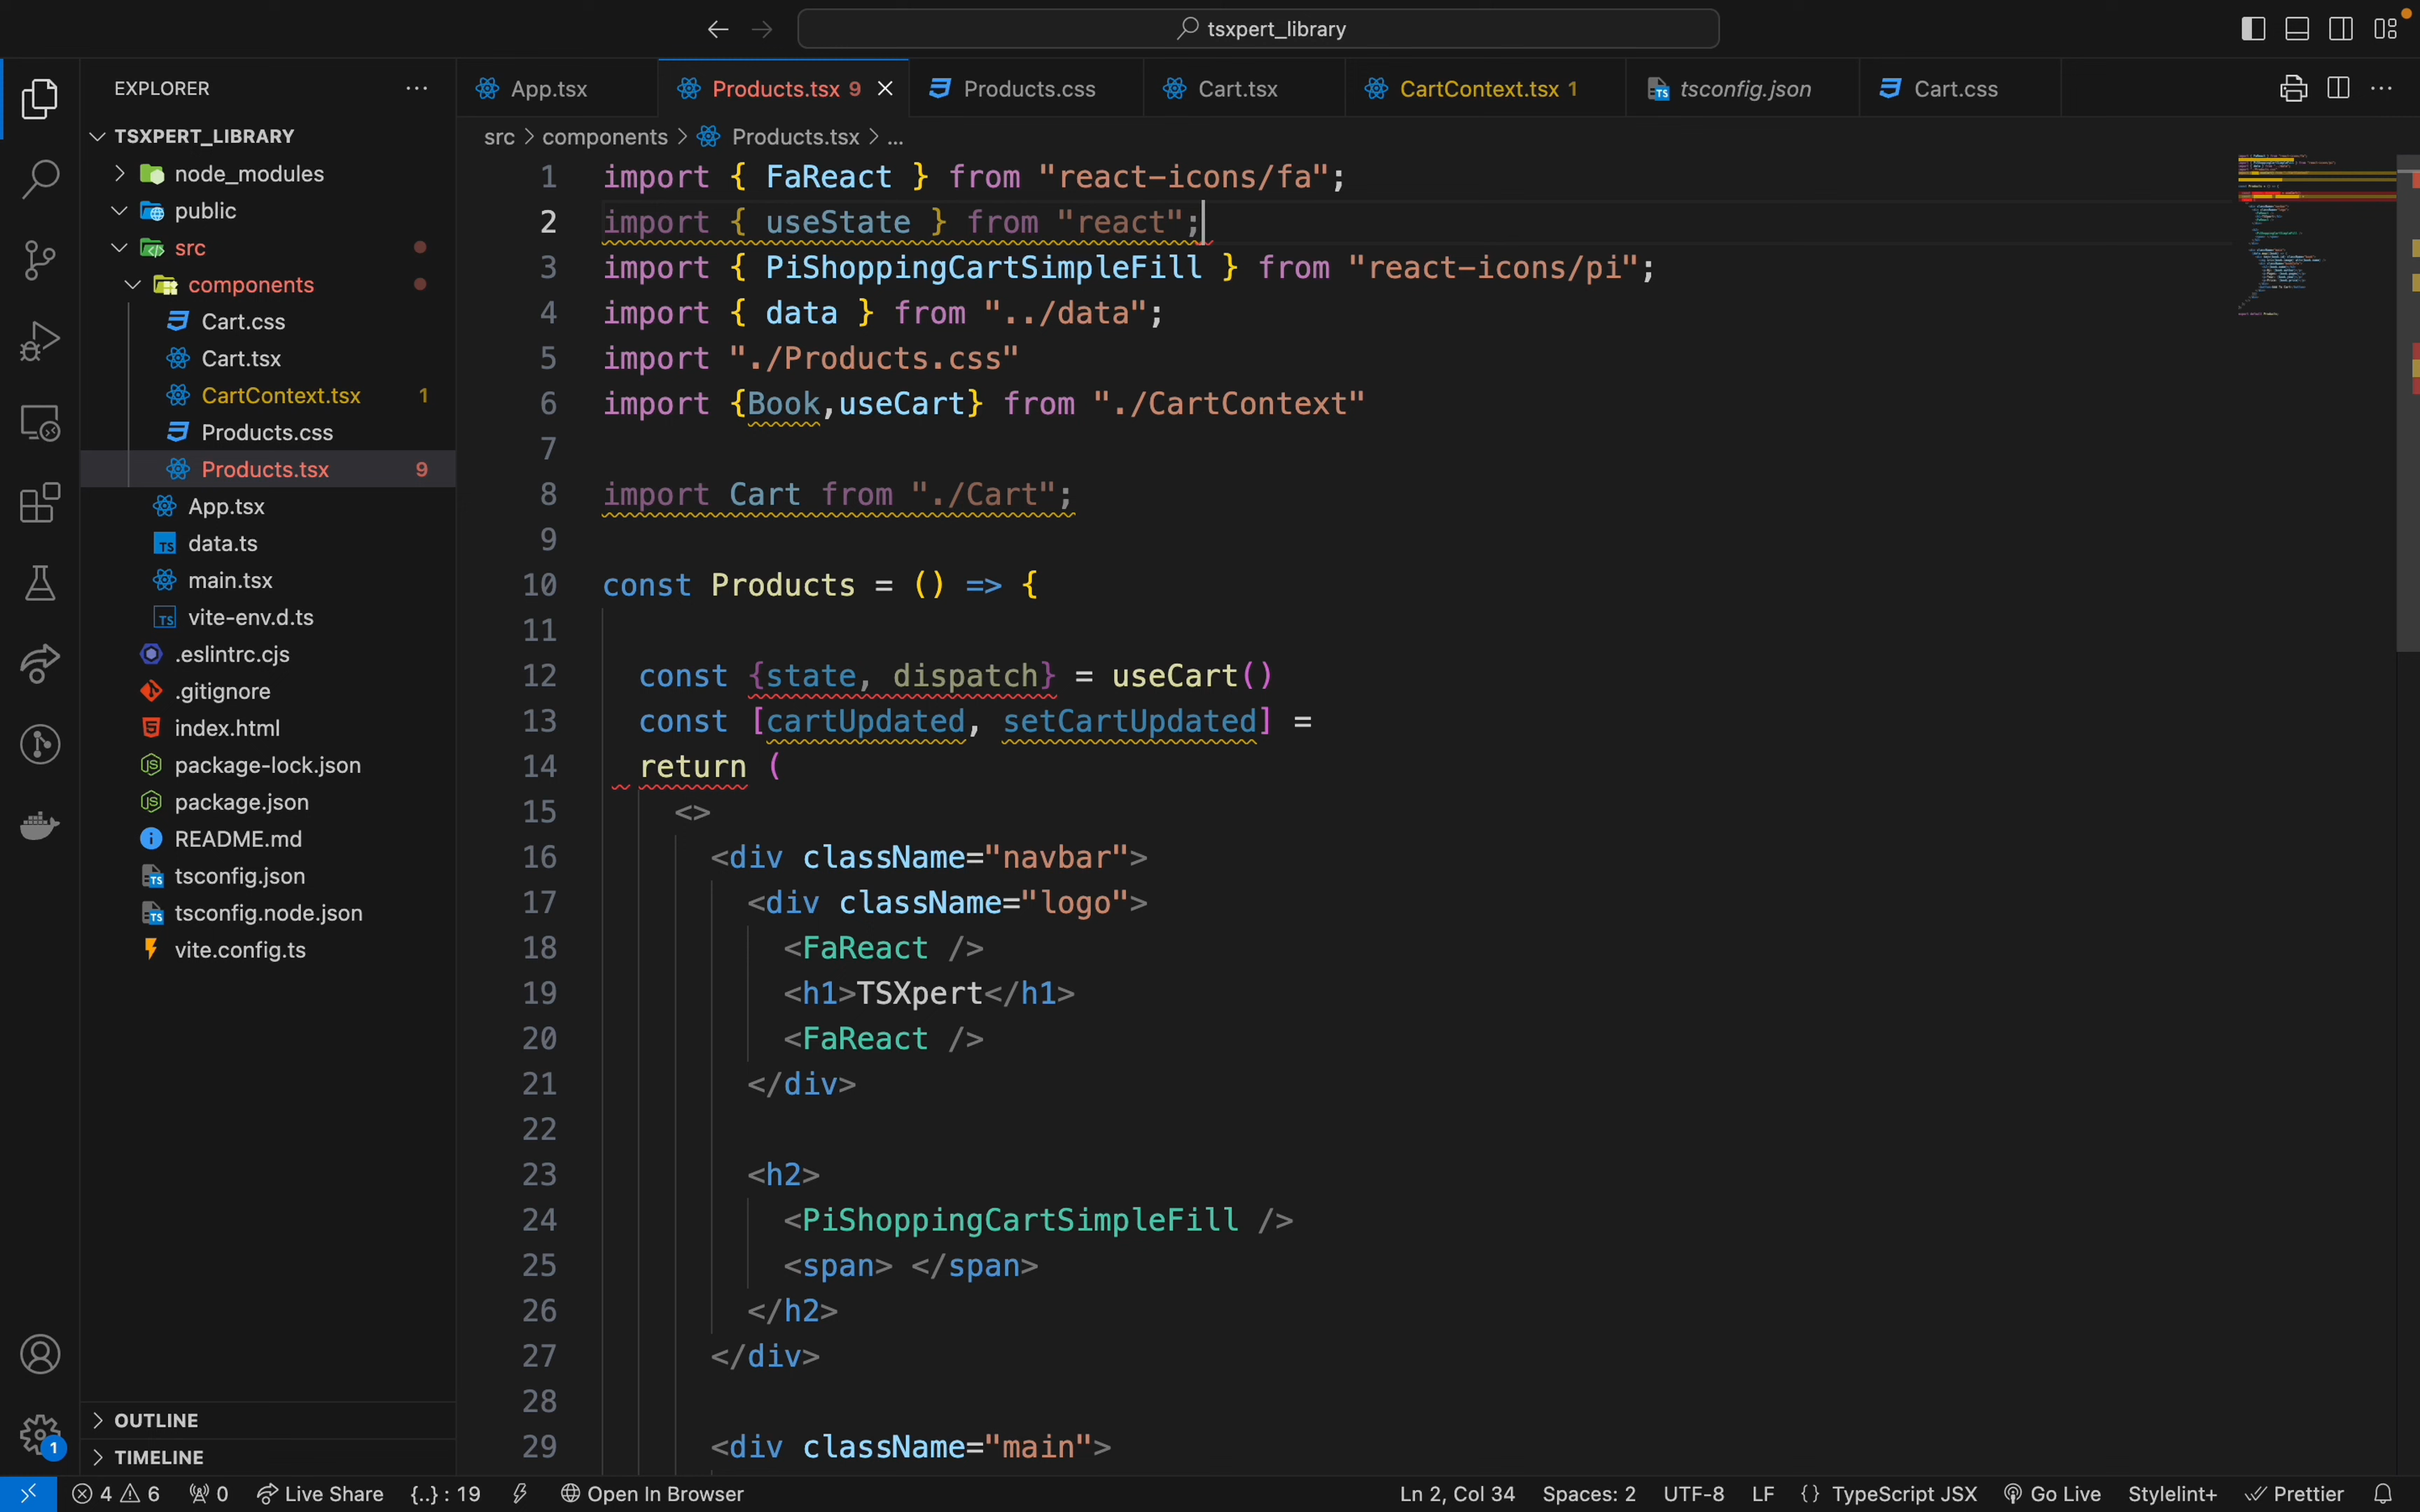 tsxpert_library
EXPLORER
App.tsx
Products.tsx 9
Products.css
Cart.tsx
CartContext.tsx 1
tsconfig.json
Cart.css
src > components > Products.tsx > ...
TSXPERT_LIBRARY
node_modules
public
src
components
Cart.css
Cart.tsx
CartContext.tsx 1
Products.css
Products.tsx 9
App.tsx
data.ts
main.tsx
vite-env.d.ts
.eslintrc.cjs
.gitignore
index.html
package-lock.json
package.json
README.md
tsconfig.json
tsconfig.node.json
vite.config.ts
OUTLINE
TIMELINE
1
1 import { FaReact } from "react-icons/fa";
2 import { useState } from "react";
3 import { PiShoppingCartSimpleFill } from "react-icons/pi";
4 import { data } from "../data";
5 import "./Products.css"
6 import {Book,useCart} from "./CartContext"
7
8 import Cart from "./Cart";
9
10 const Products = () => {
11
12 const {state, dispatch} = useCart()
13 const [cartUpdated, setCartUpdated] =
14 return (
15 <>
16 <div className="navbar">
17 <div className="logo">
18 <FaReact />
19 <h1>TSXpert</h1>
20 <FaReact />
21 </div>
22
23 <h2>
24 <PiShoppingCartSimpleFill />
25 <span> </span>
26 </h2>
27 </div>
28
29 <div className="main">
4 6 0 Live Share {..} : 19 Open In Browser Ln 2, Col 34 Spaces: 2 UTF-8 LF {} TypeScript JSX Go Live Stylelint+ Prettier